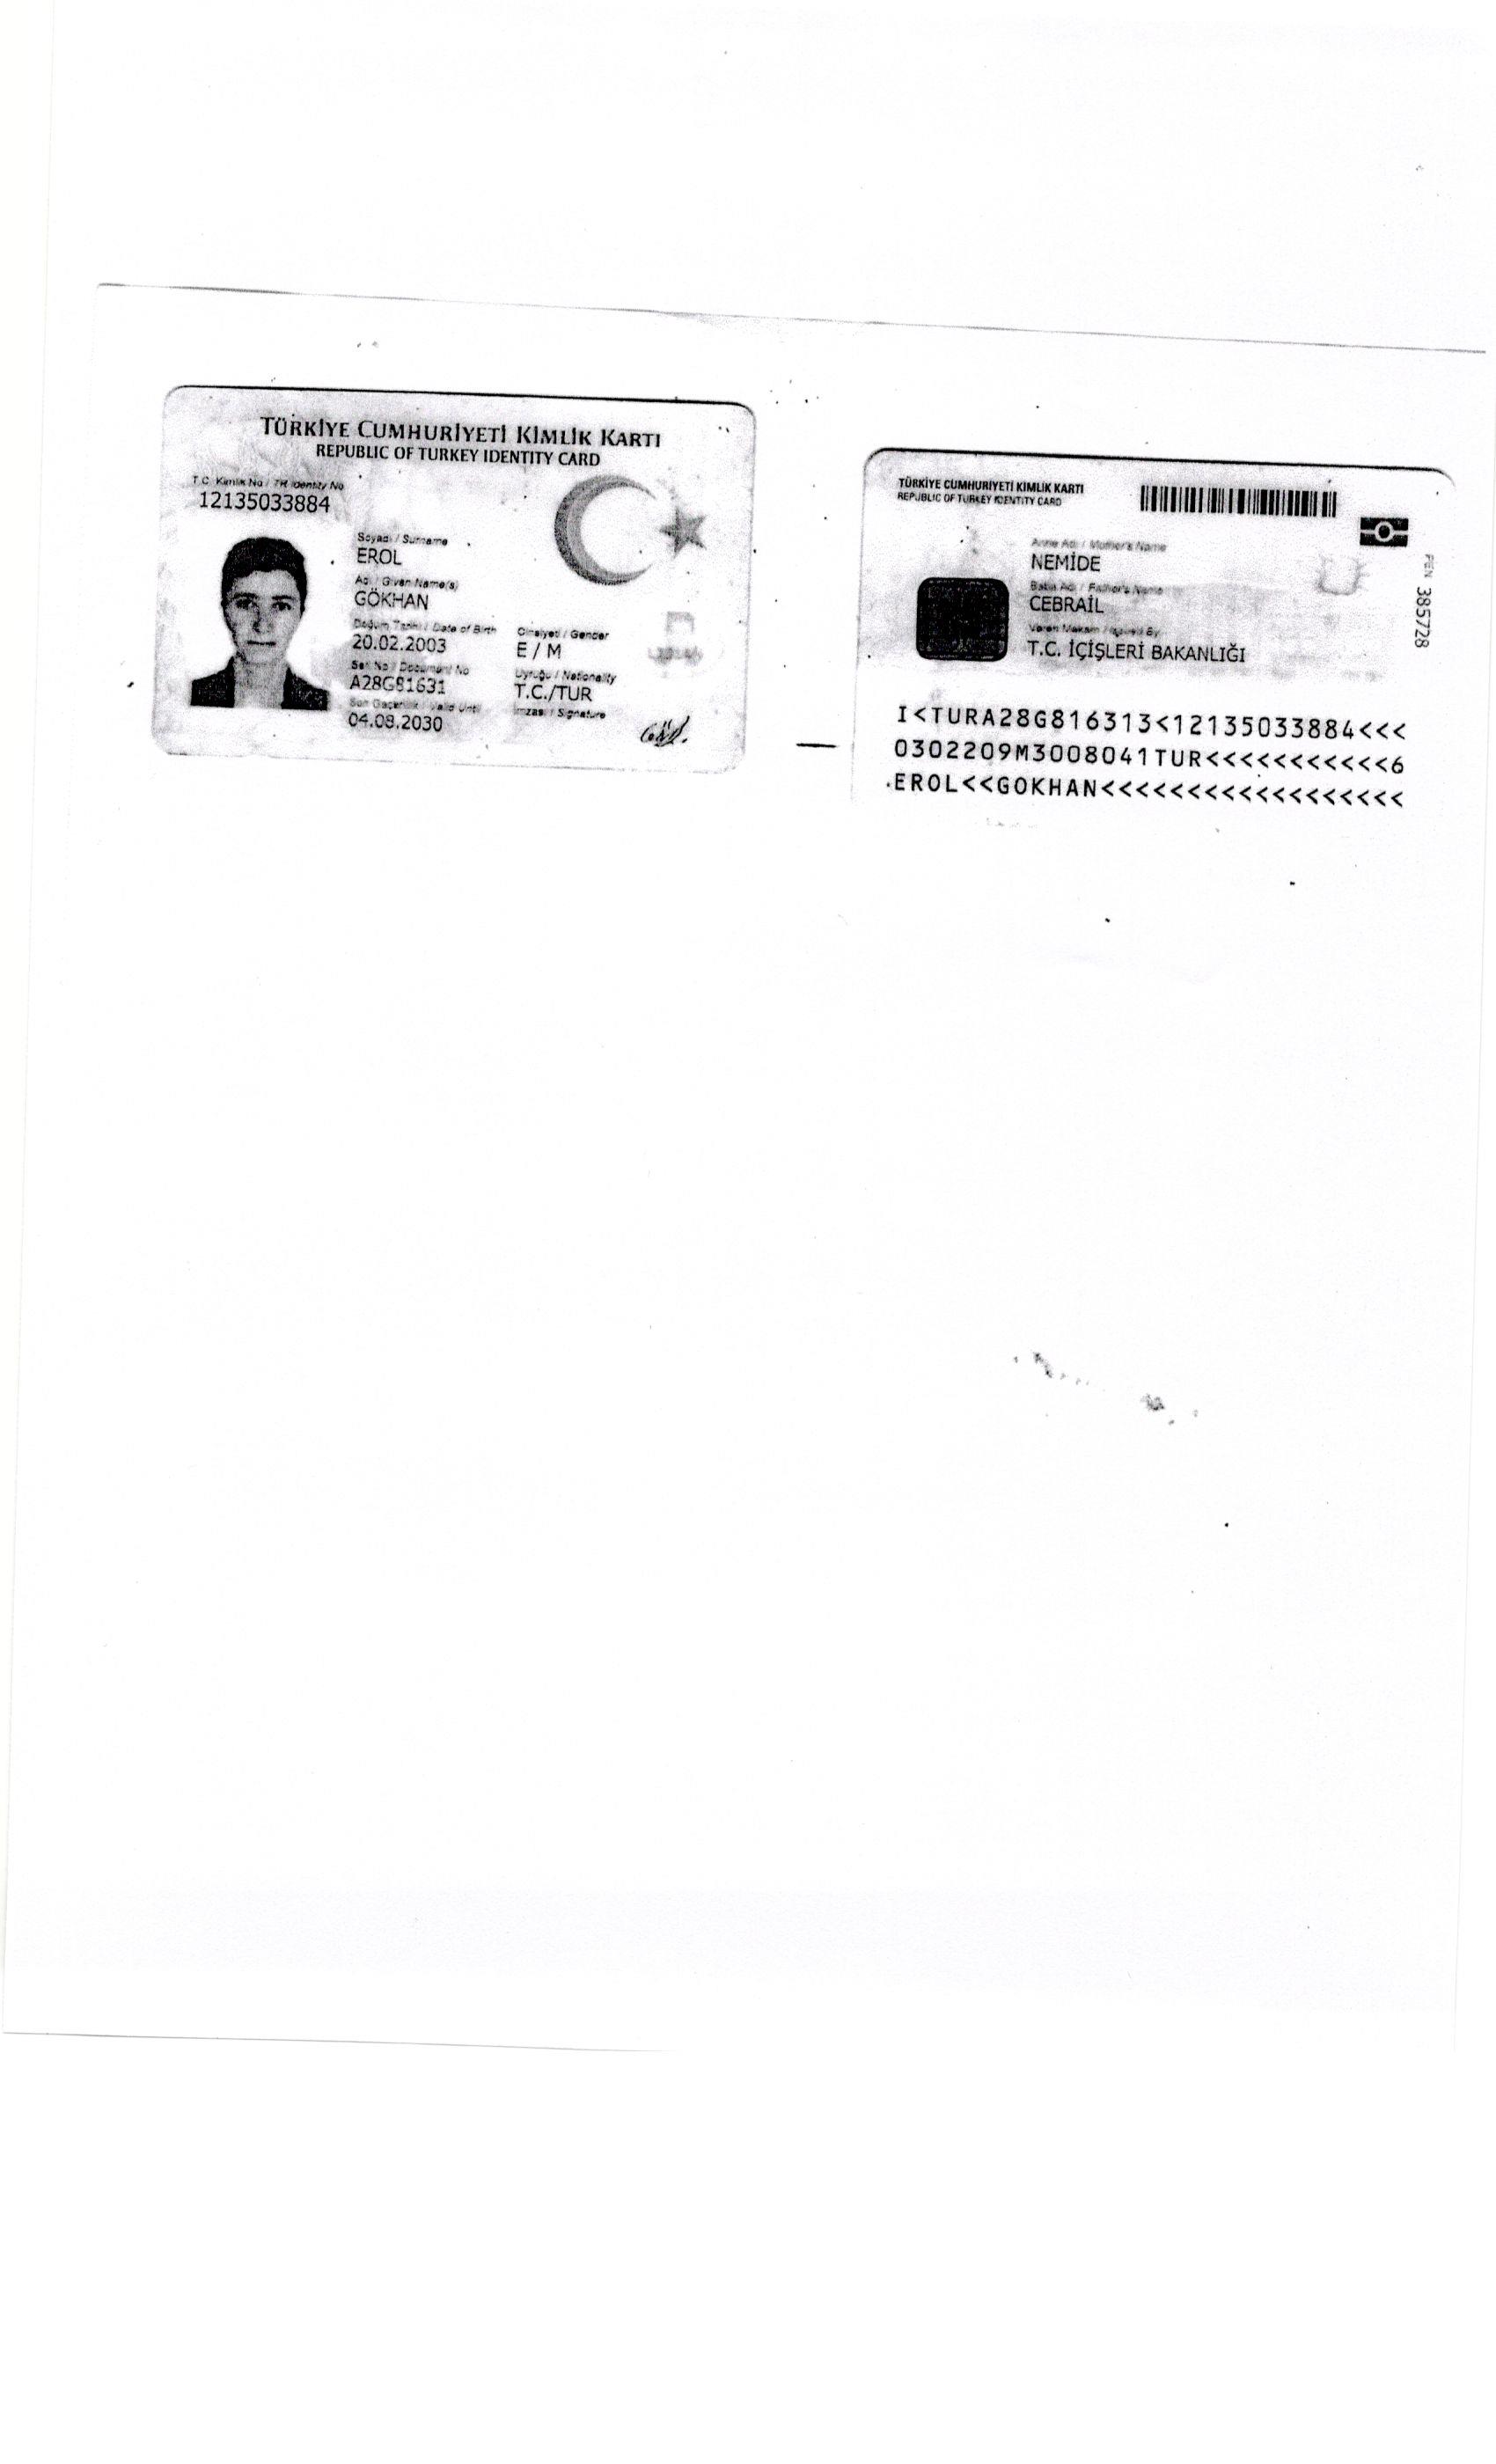 TÜRKİYE CUMHURİYETİ KİMLİK KARTI
REPUBLIC OF TURKEY IDENTITY CARD
T.C. Kimlik No / TR Identity No
12135033884
Soyadı / Surname
EROL
Adı / Given Name(s)
GÖKHAN
Doğum Tarihi / Date of Birth
20.02.2003
Cinsiyeti / Gender
E / M
Seri No / Document No
A28G81631
Uyruğu / Nationality
T.C./TUR
Son Geçerlilik / Valid Until
04.08.2030
İmzası / Signature
TÜRKİYE CUMHURİYETİ KİMLİK KARTI
REPUBLIC OF TURKEY IDENTITY CARD
Anne Adı / Mother's Name
NEMİDE
Baba Adı / Father's Name
CEBRAİL
Veren Makam / Issued By
T.C. İÇİŞLERİ BAKANLIĞI
385728
I<TURA28G816313<12135033884<<<
0302209M3008041TUR<<<<<<<<<<<6
EROL<<GOKHAN<<<<<<<<<<<<<<<<<<